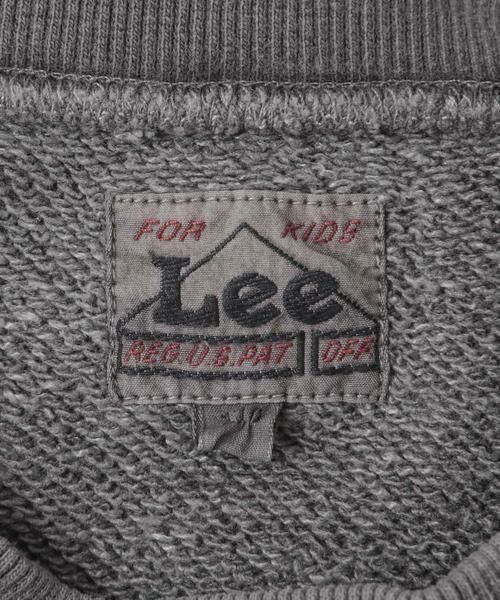 FOR KIDS
Lee
REG. U.S. PAT OFF